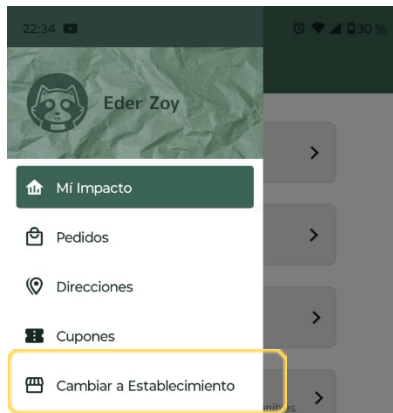 22:34
30 %
Eder Zoy
Mí Impacto
Pedidos
Direcciones
Cupones
Cambiar a Establecimiento